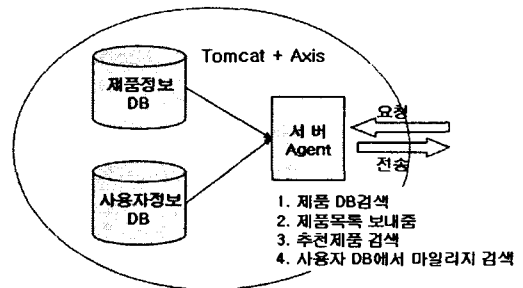 Tomcat + Axis
제품정보
DB
서 버
Agent
요청
전송
사용자정보
DB
1. 제품 DB검색
2. 제품목톡 보내줌
3. 추천제품 검색
4. 사용자 DB에서 마일리지 검색